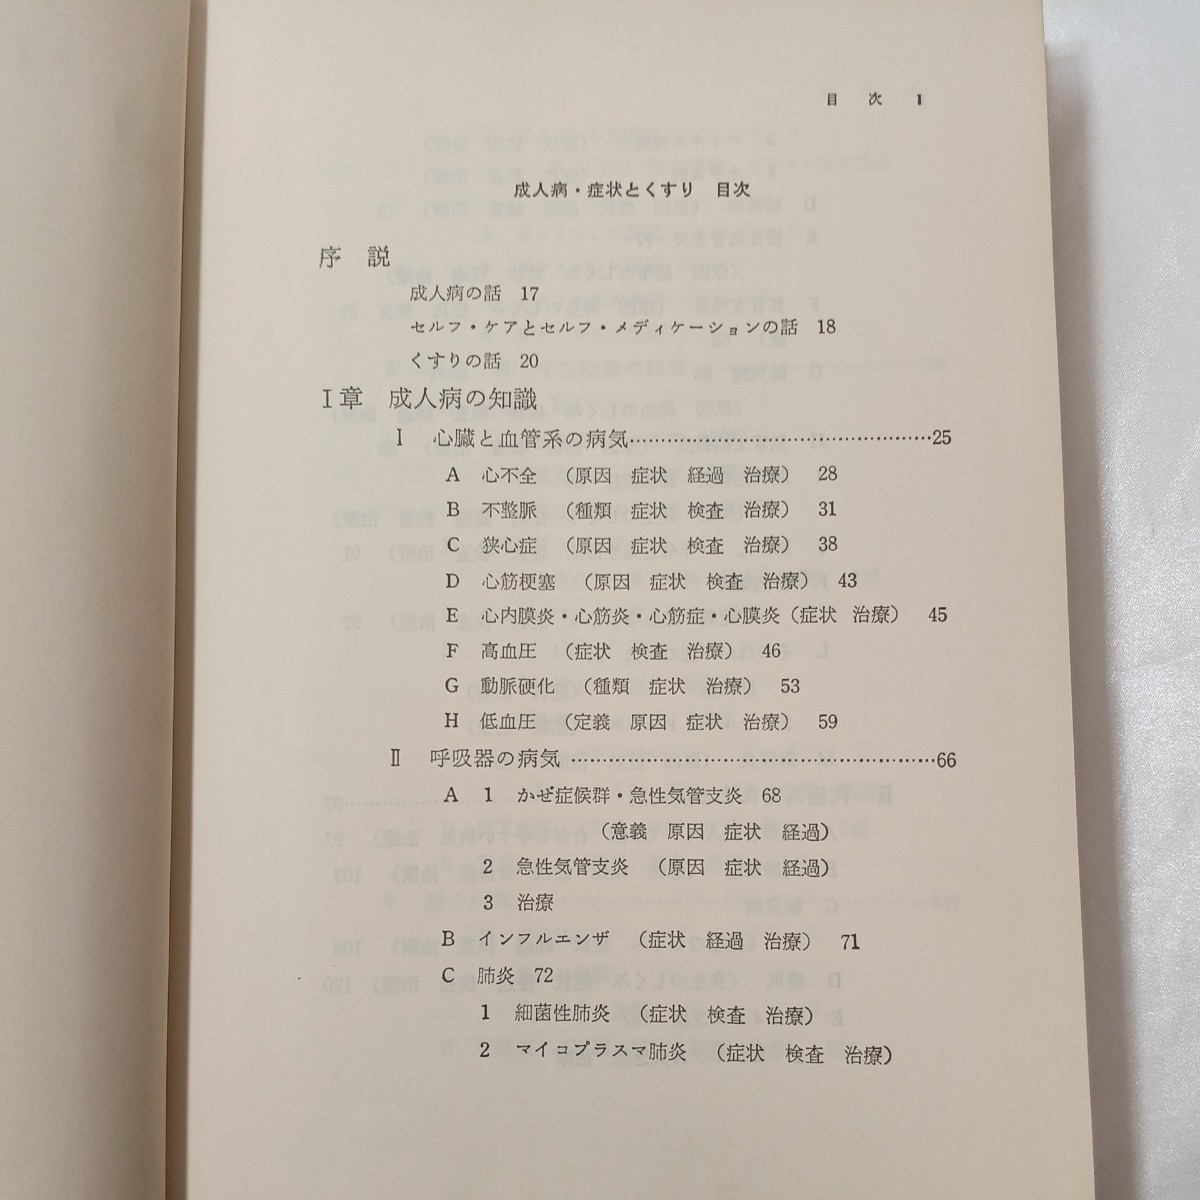 目次 1
成人病・症状とくすり 目次
序説
成人病の話 17
セルフ・ケアとセルフ・メディケーションの話 18
くすりの話 20
I章 成人病の知識
I 心臓と血管系の病気……………………………………25
A 心不全 (原因 症状 経過 治療) 28
B 不整脈 (種類 症状 検査 治療) 31
C 狭心症 (原因 症状 検査 治療) 38
D 心筋梗塞 (原因 症状 検査 治療) 43
E 心内膜炎・心筋炎・心筋症・心膜炎(症状 治療) 45
F 高血圧 (症状 検査 治療) 46
G 動脈硬化 (種類 症状 治療) 53
H 低血圧 (定義 原因 症状 治療) 59
Ⅱ 呼吸器の病気……………………………………………66
A 1 かぜ症候群・急性気管支炎 68
(意義 原因 症状 経過)
2 急性気管支炎 (原因 症状 経過)
3 治療
B インフルエンザ (症状 経過 治療) 71
C 肺炎 72
1 細菌性肺炎 (症状 検査 治療)
2 マイコプラスマ肺炎 (症状 検査 治療)